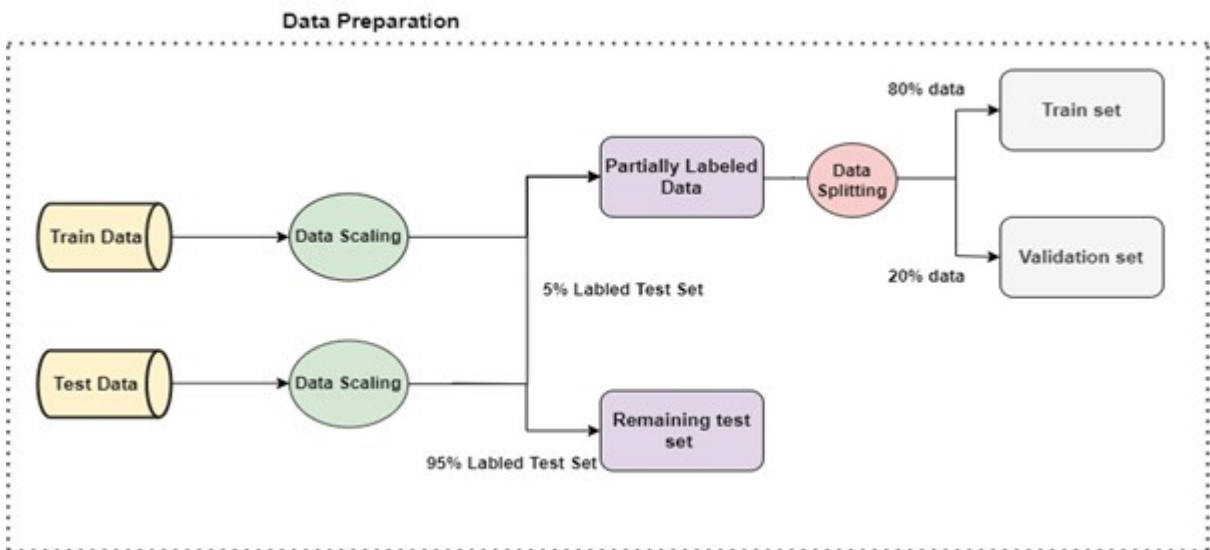 Data Preparation
80% data
Train set
Partially Labeled
Data
Data
Splitting
Train Data
Data Scaling
Validation set
20% data
5% Labled Test Set
Test Data
Data Scaling
Remaining test
set
95% Labled Test Set